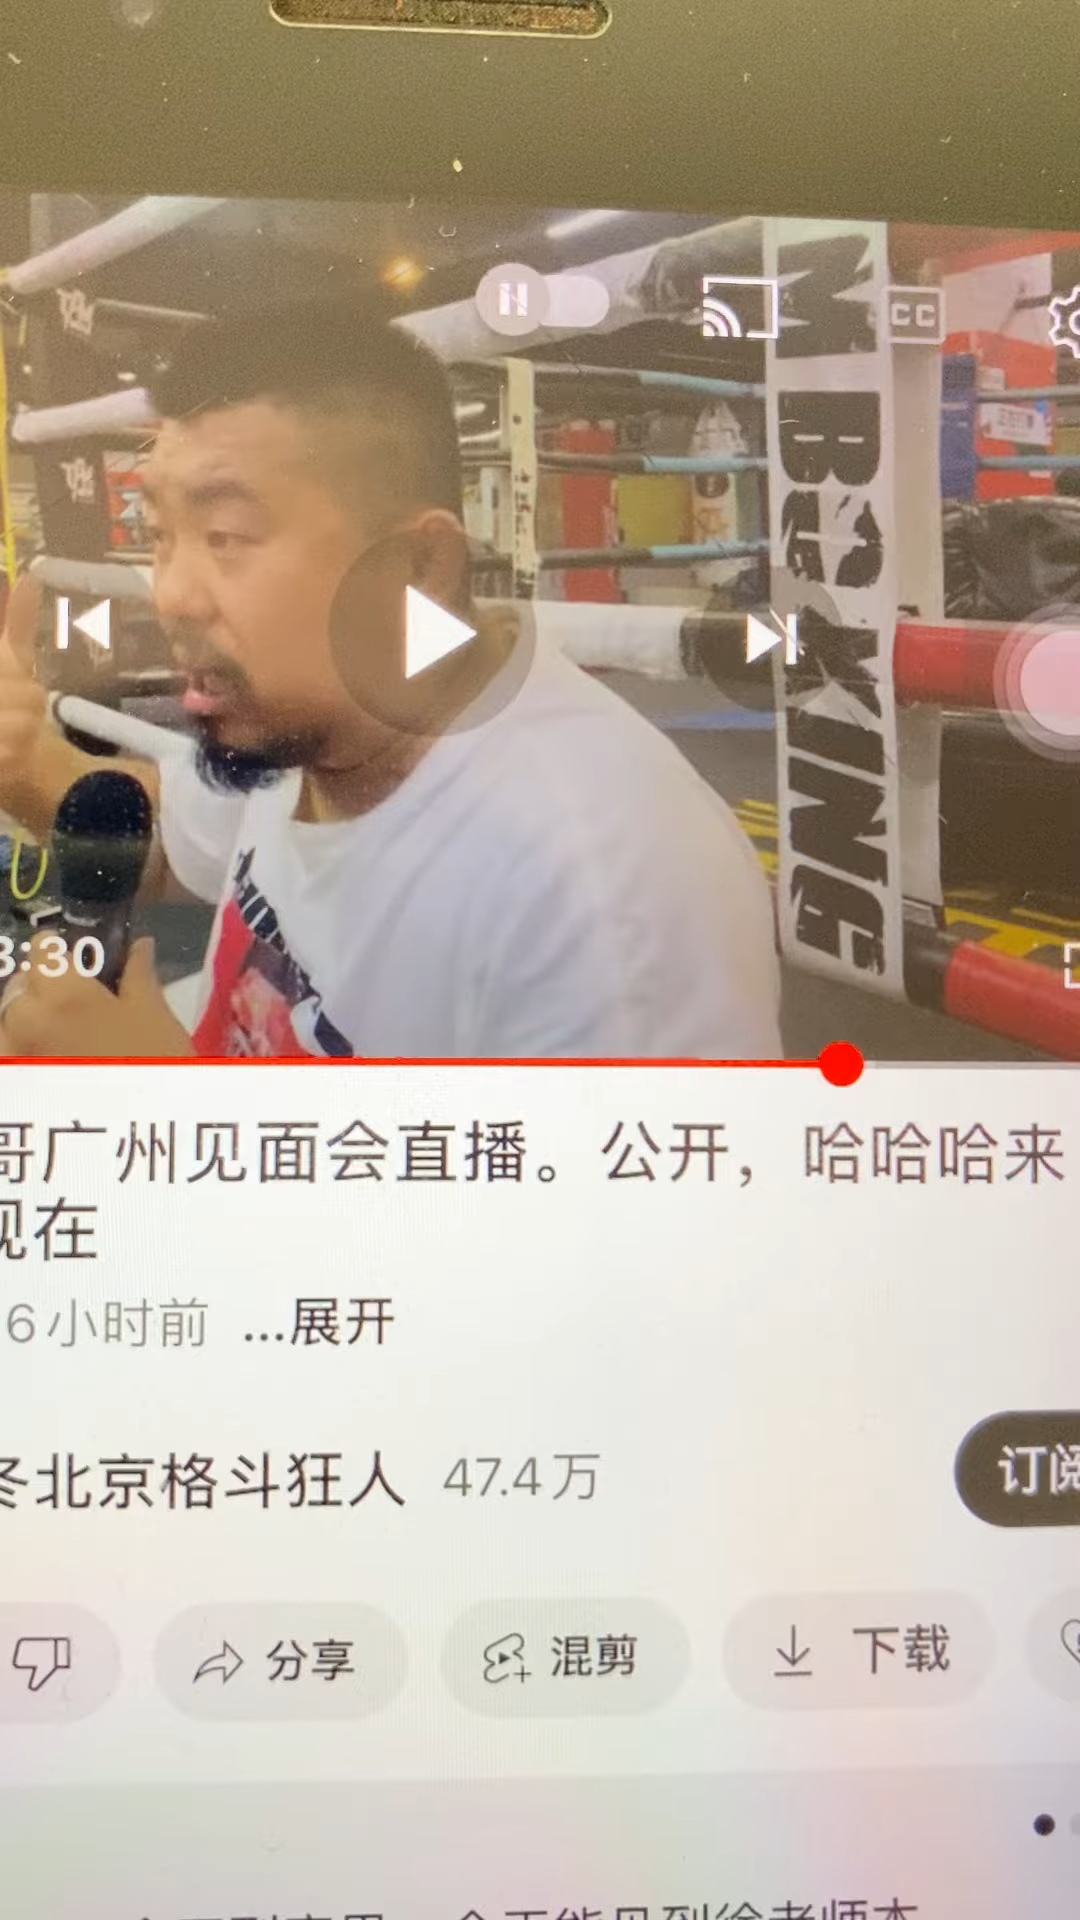 CC
BOXING
3:30
哥广州见面会直播。公开，哈哈哈来
现在
6小时前 ...展开
冬北京格斗狂人 47.4万
订阅
分享
混剪
下载